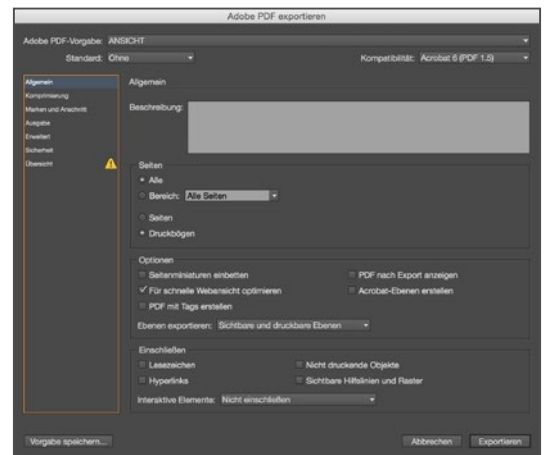 Adobe PDF exportieren
Adobe PDF-Vorgabe: ANSICHT
Standard: Ohne Kompatibilität: Acrobat 6 (PDF 1.5)
Allgemein
Komprimierung
Marken und Anschnitt
Ausgabe
Erweitert
Sicherheit
Übersicht
Allgemein
Beschreibung:
Seiten
Alle
Bereich: Alle Seiten
Seiten
Druckbögen
Optionen
Seitenminiaturen einbetten PDF nach Export anzeigen
Für schnelle Webansicht optimieren Acrobat-Ebenen erstellen
PDF mit Tags erstellen
Ebenen exportieren: Sichtbare und druckbare Ebenen
Einschließen
Lesezeichen Nicht druckende Objekte
Hyperlinks Sichtbare Hilfslinien und Raster
Interaktive Elemente: Nicht einschließen
Vorgabe speichern... Abbrechen Exportieren